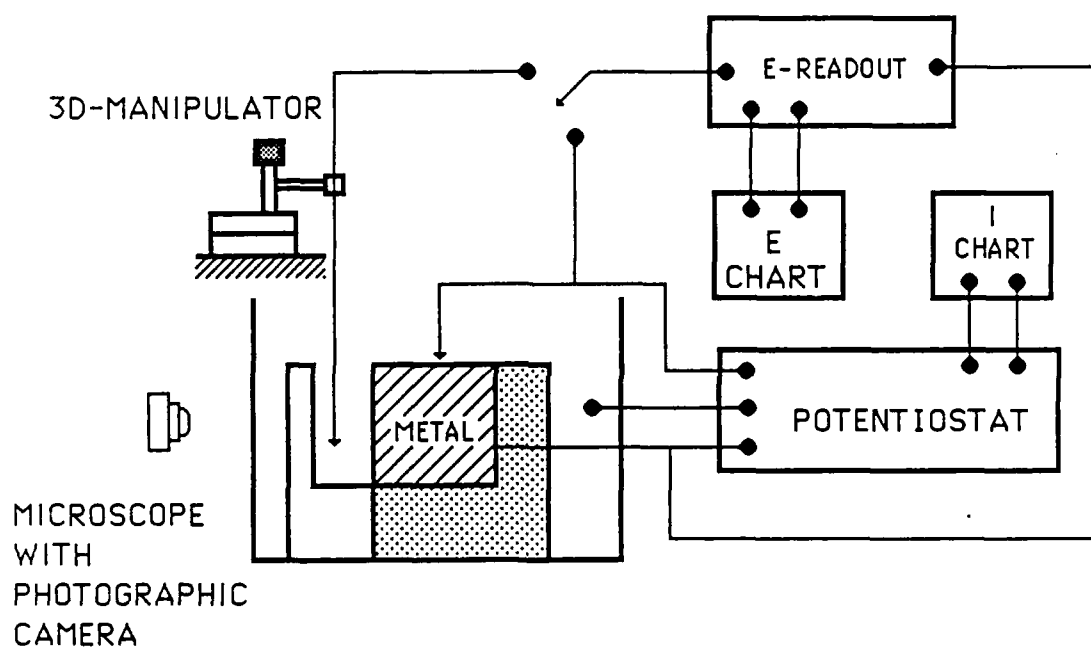 E-READOUT
3D-MANIPULATOR
E
CHART
I
CHART
METAL
POTENTIOSTAT
MICROSCOPE
WITH
PHOTOGRAPHIC
CAMERA